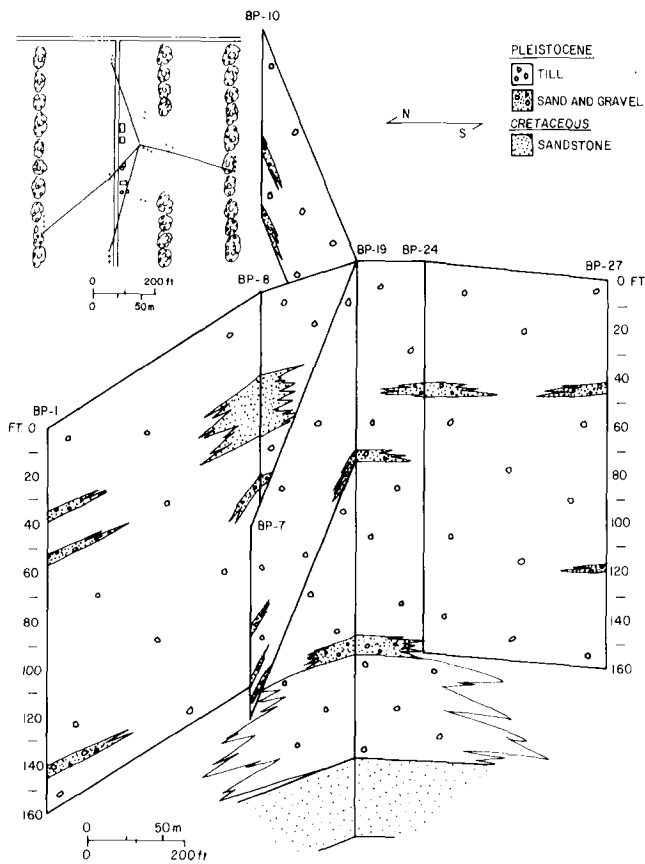 BP-10
PLEISTOCENE
TILL
SAND AND GRAVEL
CRETACEOUS
SANDSTONE
N
S
0 200 ft
0 50 m
BP-8
BP-19 BP-24
BP-27
0 FT
20
40
60
80
100
120
140
160
BP-1
FT. 0
20
40
60
80
100
120
140
160
BP-7
0 50 m
0 200 ft